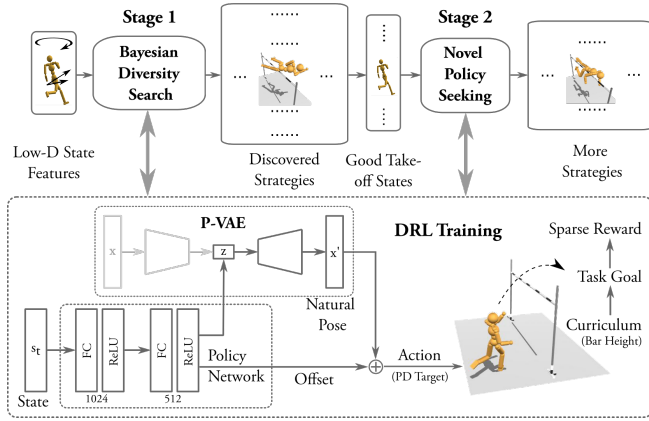 Stage 1
Stage 2
Bayesian
Diversity
Search
Novel
Policy
Seeking
Low-D State
Features
Discovered
Strategies
Good Take-
off States
More
Strategies
P-VAE
DRL Training
x
z
x'
Natural
Pose
Sparse Reward
Task Goal
Curriculum
(Bar Height)
st
FC
ReLU
FC
ReLU
1024
512
Policy
Network
State
Offset
Action
(PD Target)